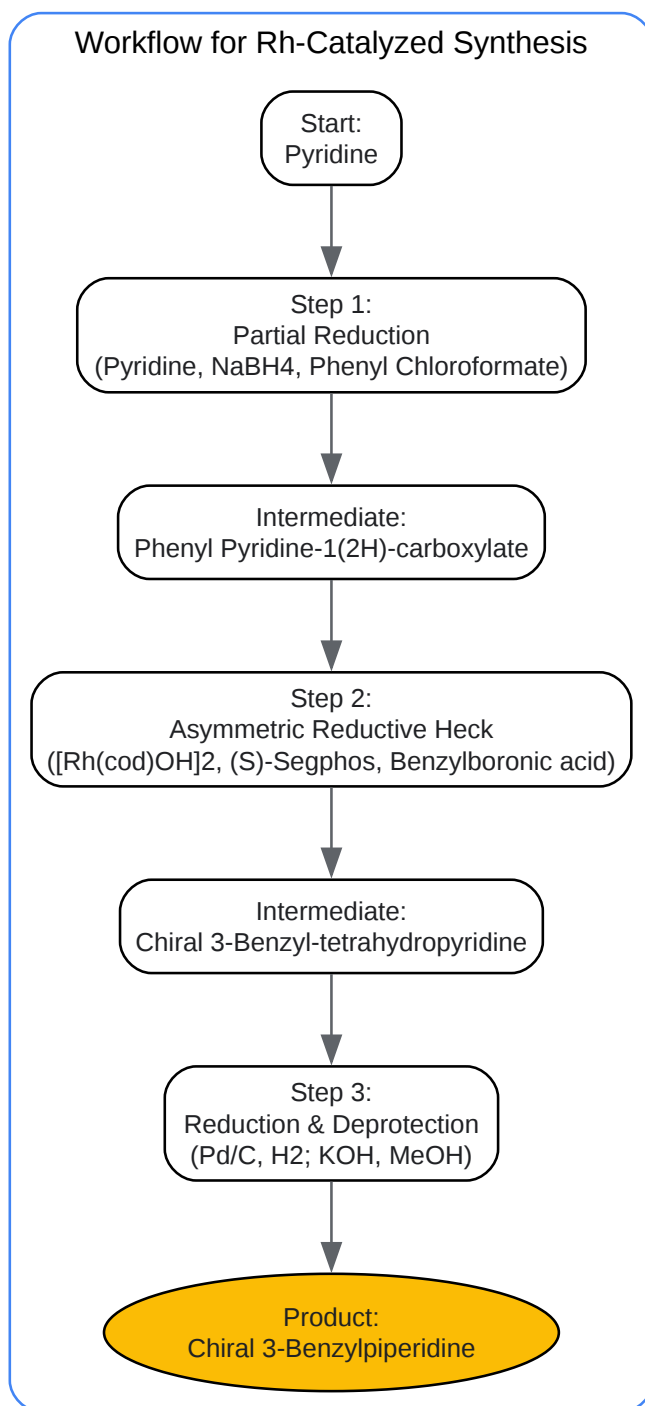 Workflow for Rh-Catalyzed Synthesis
Start:
Pyridine
Step 1:
Partial Reduction
(Pyridine, NaBH4, Phenyl Chloroformate)
Intermediate:
Phenyl Pyridine-1(2H)-carboxylate
Step 2:
Asymmetric Reductive Heck
([Rh(cod)OH]2, (S)-Segphos, Benzylboronic acid)
Intermediate:
Chiral 3-Benzyl-tetrahydropyridine
Step 3:
Reduction & Deprotection
(Pd/C, H2; KOH, MeOH)
Product:
Chiral 3-Benzylpiperidine